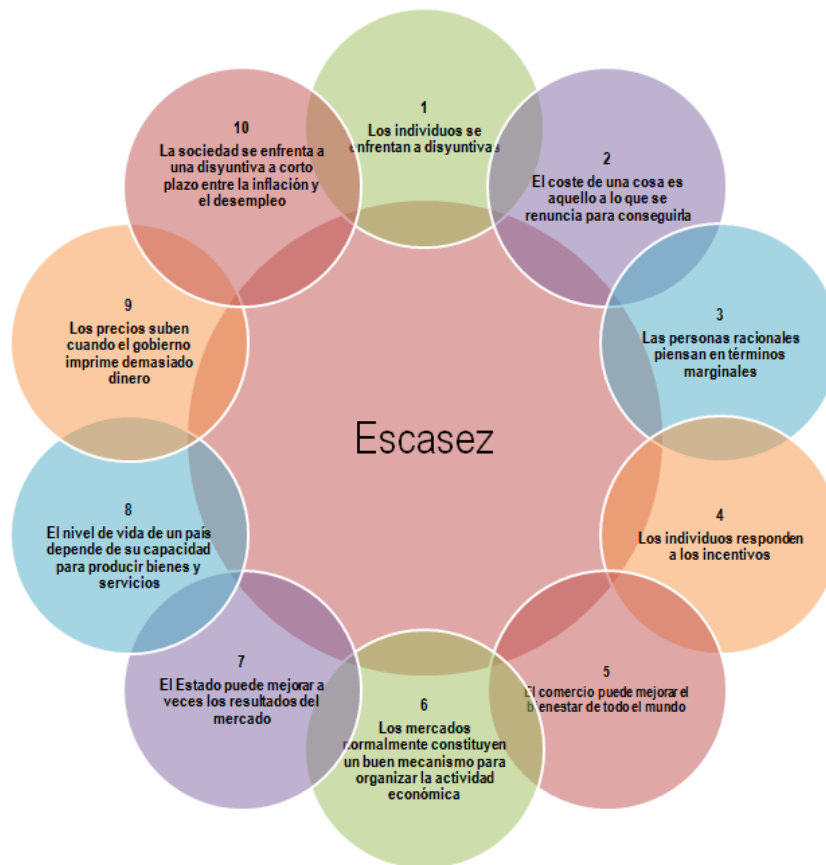 1
Los individuos se
enfrentan a disyuntivas
2
El coste de una cosa es
aquello a lo que se
renuncia para conseguirla
3
Las personas racionales
piensan en términos
marginales
4
Los individuos responden
a los incentivos
5
El comercio puede mejorar el
bienestar de todo el mundo
6
Los mercados
normalmente constituyen
un buen mecanismo para
organizar la actividad
económica
7
El Estado puede mejorar a
veces los resultados del
mercado
8
El nivel de vida de un país
depende de su capacidad
para producir bienes y
servicios
9
Los precios suben
cuando el gobierno
imprime demasiado
dinero
10
La sociedad se enfrenta a
una disyuntiva a corto
plazo entre la inflación y
el desempleo
Escasez